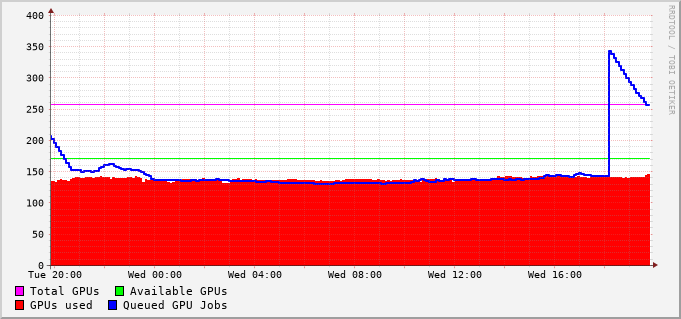 400
350
300
250
200
150
100
50
0
Tue 20:00 Wed 00:00 Wed 04:00 Wed 08:00 Wed 12:00 Wed 16:00
Total GPUs Available GPUs
GPUs used Queued GPU Jobs
RRDTOOL / TOBI OETIKER